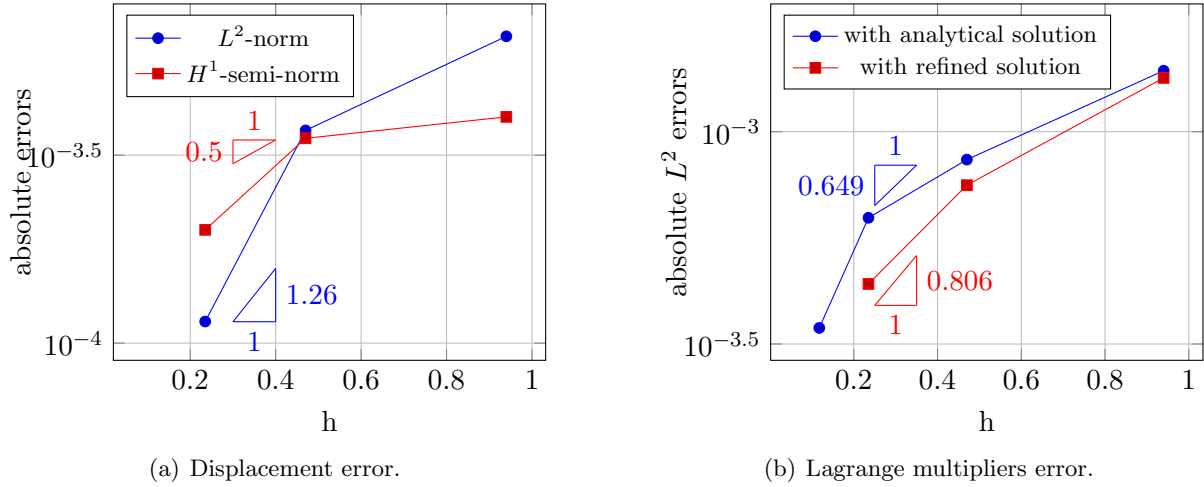 L²-norm
H¹-semi-norm
absolute errors
10^{-3.5}
10^{-4}
1
0.5
1.26
1
0.2 0.4 0.6 0.8 1
h
(a) Displacement error.
with analytical solution
with refined solution
absolute L² errors
10^{-3}
10^{-3.5}
1
0.649
0.806
1
0.2 0.4 0.6 0.8 1
h
(b) Lagrange multipliers error.